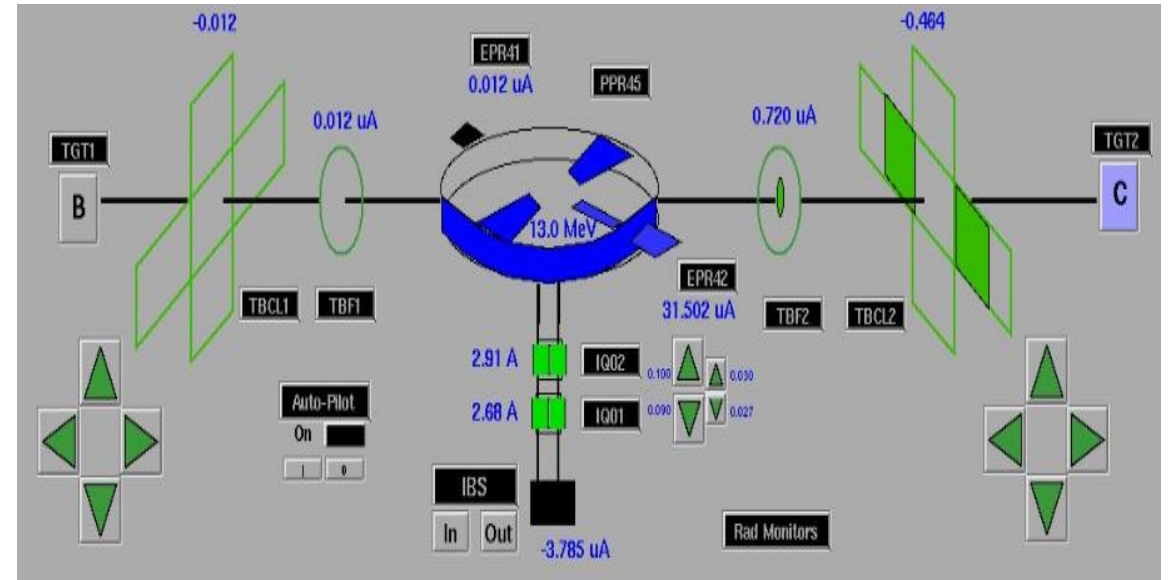 -0.012
-0.464
EPR41
0.012 uA
PPR45
0.012 uA
0.720 uA
TGT1
TGT2
B
C
13.0 MeV
EPR42
31.502 uA
TBCL1
TBF1
TBF2
TBCL2
2.91 A
IQ02
0.100
0.030
2.68 A
IQ01
0.090
0.027
Auto-Pilot
On
I
0
IBS
In
Out
-3.785 uA
Rad Monitors